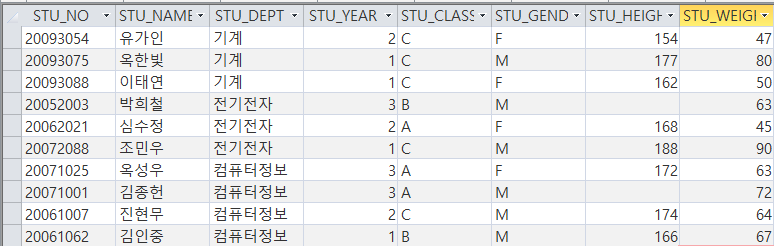 STU_NO STU_NAME STU_DEPT STU_YEAR STU_CLASS STU_GEND STU_HEIGH STU_WEIGH
20093054 유가인 기계 2 C F 154 47
20093075 옥한빛 기계 1 C M 177 80
20093088 이태연 기계 1 C F 162 50
20052003 박희철 전기전자 3 B M 63
20062021 심수정 전기전자 2 A F 168 45
20072088 조민우 전기전자 1 C M 188 90
20071025 옥성우 컴퓨터정보 3 A F 172 63
20071001 김종헌 컴퓨터정보 3 A M 72
20061007 진현무 컴퓨터정보 2 C M 174 64
20061062 김인중 컴퓨터정보 1 B M 166 67